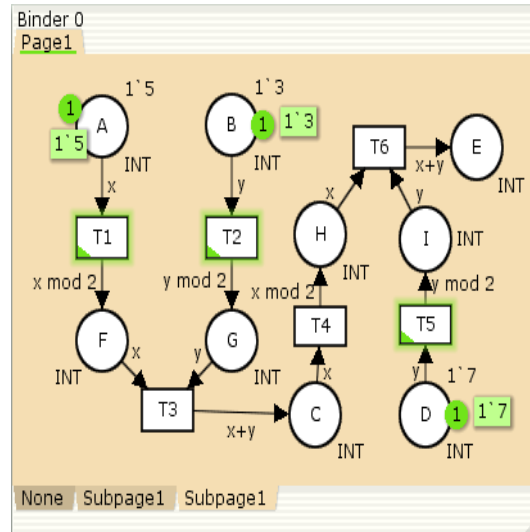 Binder 0
Page1
1`5
1`3
1
A
1`5
INT
B
1
1`3
INT
T6
x+y
E
INT
x
y
x
y
T1
T2
H
INT
I
INT
x mod 2
y mod 2
x mod 2
y mod 2
F
INT
G
INT
T4
T5
x
y
x
y
1`7
T3
x+y
C
INT
D
1
1`7
INT
None
Subpage1
Subpage1